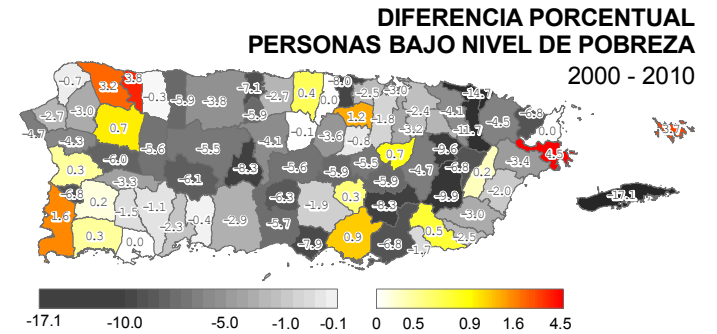 DIFERENCIA PORCENTUAL
PERSONAS BAJO NIVEL DE POBREZA
2000 - 2010
-0.7 3.2 3.8 -0.3 -5.9 -3.8 -7.1 -2.7 0.4 0.0 -3.0 -2.5 -3.0 -14.7
-2.7 -3.0 -5.9 1.2 -1.8 -2.4 -4.1 -4.5 -6.8
-4.7 -4.3 0.7 -5.6 -5.5 -4.1 -0.1 -3.6 -0.8 -3.2 -11.7 0.0 3.7
0.3 -6.0 -6.1 -8.3 -5.6 -5.9 -5.5 0.7 -4.7 -9.6 -6.8 0.2 -3.4 4.5
-6.8 -3.3 -5.9 -2.0 -17.1
1.6 0.2 -1.5 -1.1 -2.3 -0.4 -2.9 -6.3 -1.9 0.3 -8.3 -9.9 -3.0
0.3 0.0 -5.7 -7.9 0.9 -6.8 -1.7 0.5 -2.5
-17.1 -10.0 -5.0 -1.0 -0.1 0 0.5 0.9 1.6 4.5